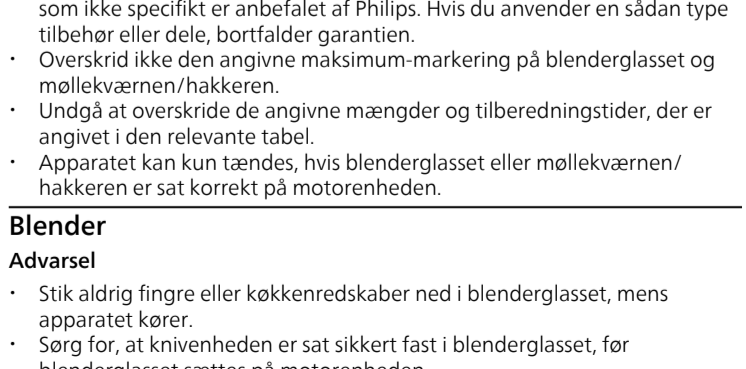 som ikke specifikt er anbefalet af Philips. Hvis du anvender en sådan type
tilbehør eller dele, bortfalder garantien.
· Overskrid ikke den angivne maksimum-markering på blenderglasset og
møllekværnen/hakkeren.
· Undgå at overskride de angivne mængder og tilberedningstider, der er
angivet i den relevante tabel.
· Apparatet kan kun tændes, hvis blenderglasset eller møllekværnen/
hakkeren er sat korrekt på motorenheden.
Blender
Advarsel
· Stik aldrig fingre eller køkkenredskaber ned i blenderglasset, mens
apparatet kører.
· Sørg for, at knivenheden er sat sikkert fast i blenderglasset, før
blenderglasset sættes på motorenheden.